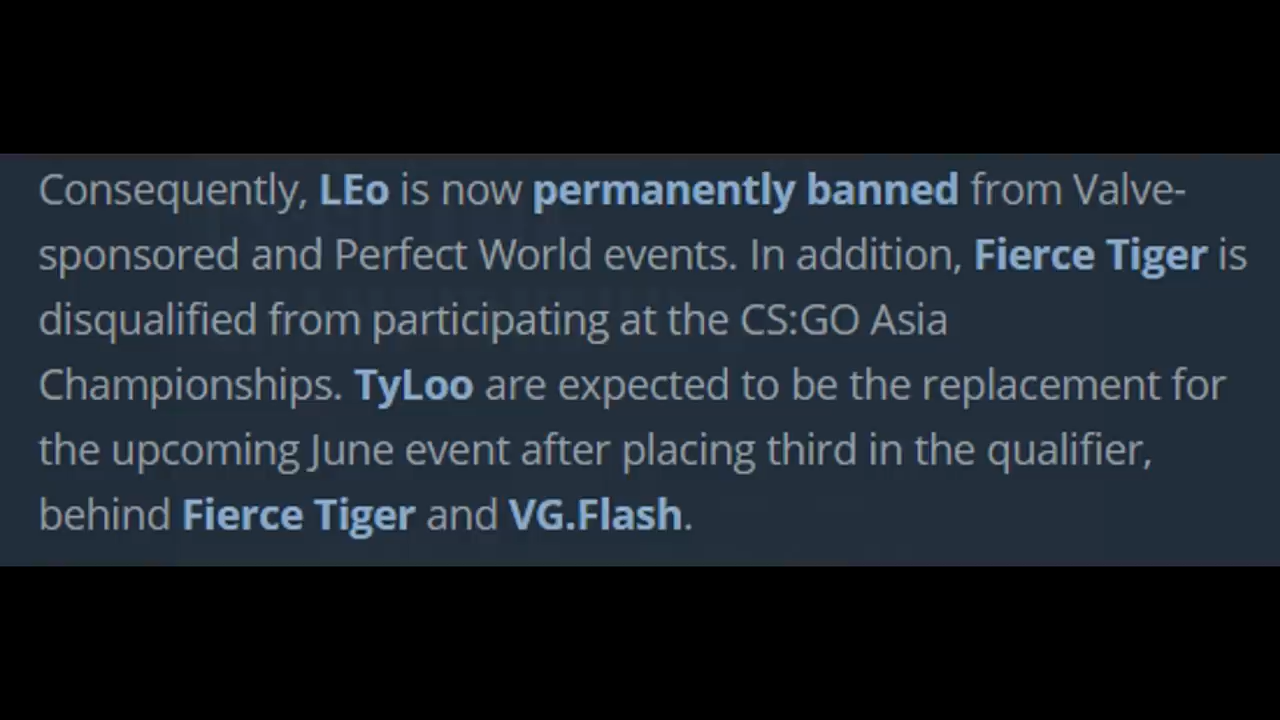 Consequently, LEo is now permanently banned from Valve-
sponsored and Perfect World events. In addition, Fierce Tiger is
disqualified from participating at the CS:GO Asia
Championships. TyLoo are expected to be the replacement for
the upcoming June event after placing third in the qualifier,
behind Fierce Tiger and VG.Flash.